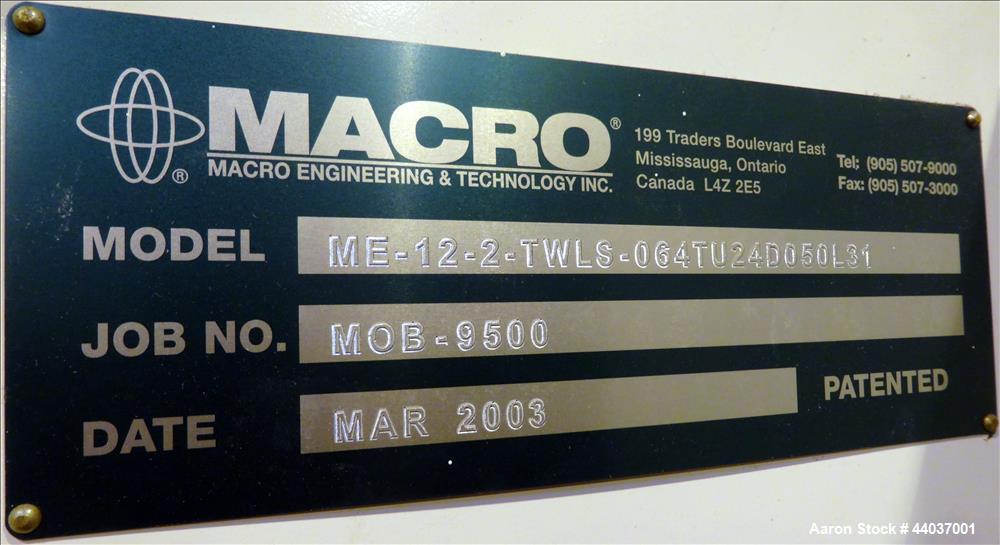 MACRO®
MACRO ENGINEERING & TECHNOLOGY INC.
®
199 Traders Boulevard East
Mississauga, Ontario
Canada L4Z 2E5
Tel; (905) 507-9000
Fax: (905) 507-3000
MODEL ME-12-2-TWLS-064TU24D050L31
JOB NO. MOB-9500
DATE MAR 2003
PATENTED
Aaron Stock # 44037001